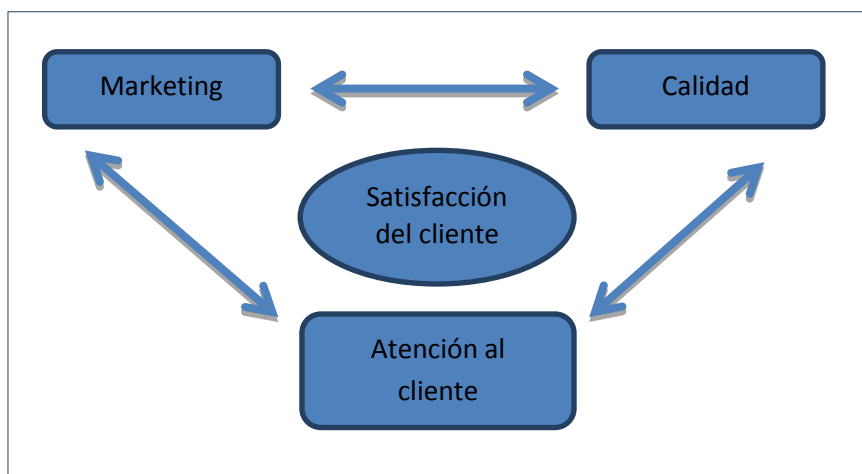 Marketing
Calidad
Satisfacción
del cliente
Atención al
cliente